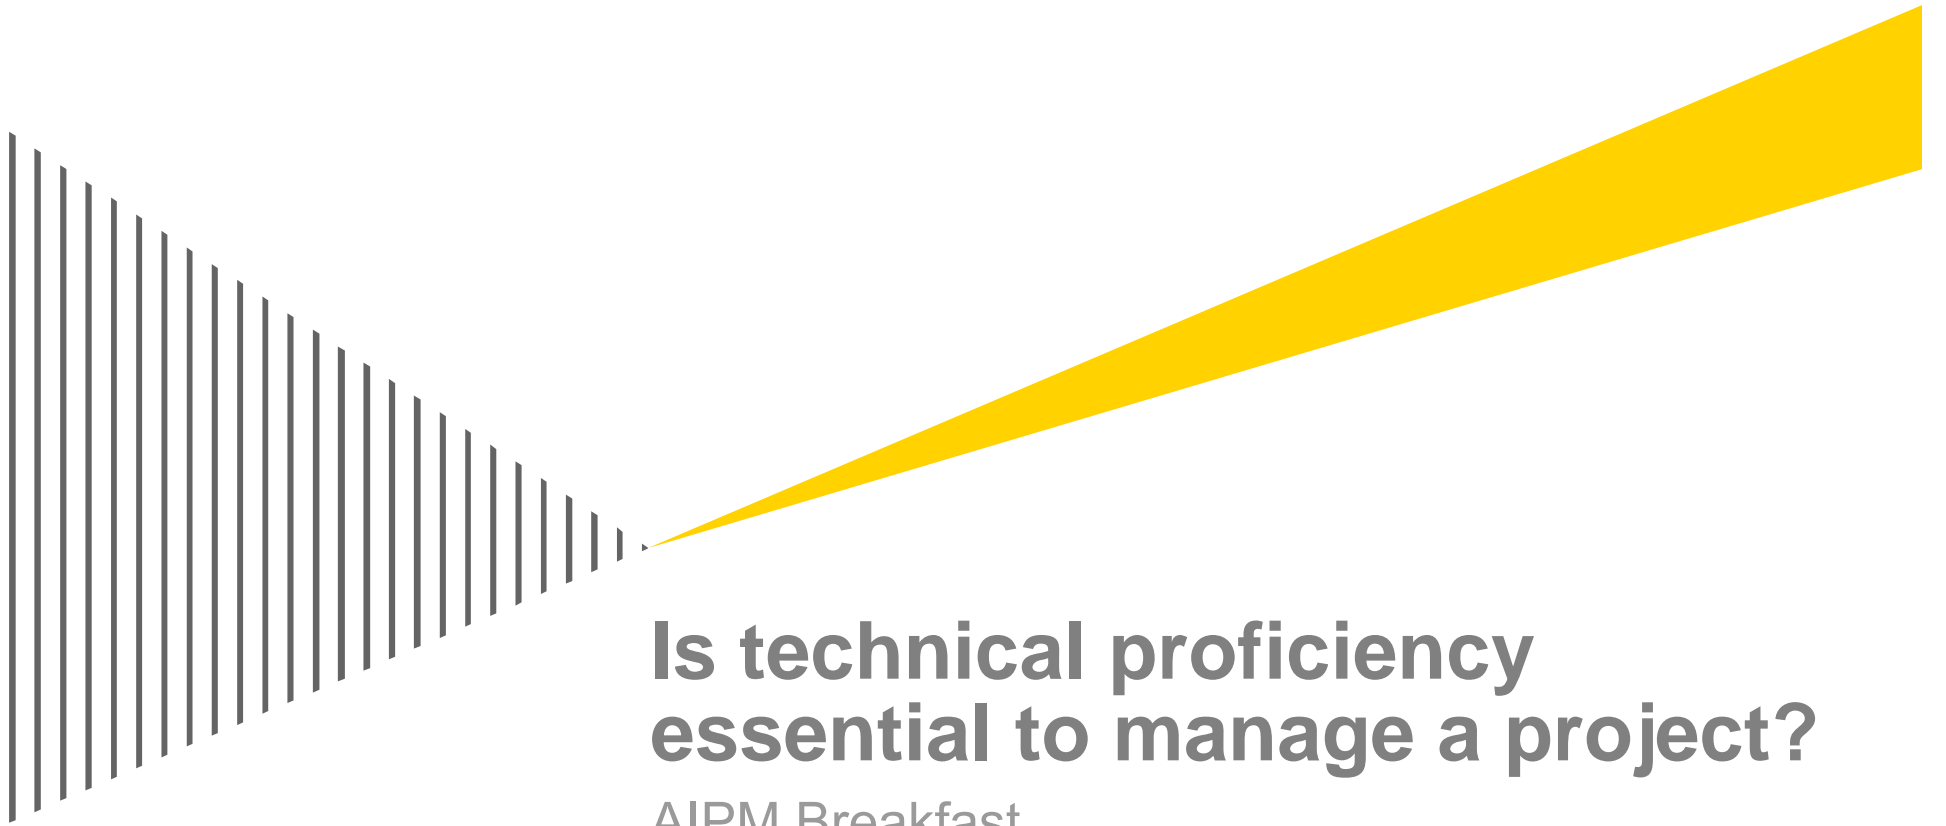 Is technical proficiency
essential to manage a project?
AIPM Breakfast